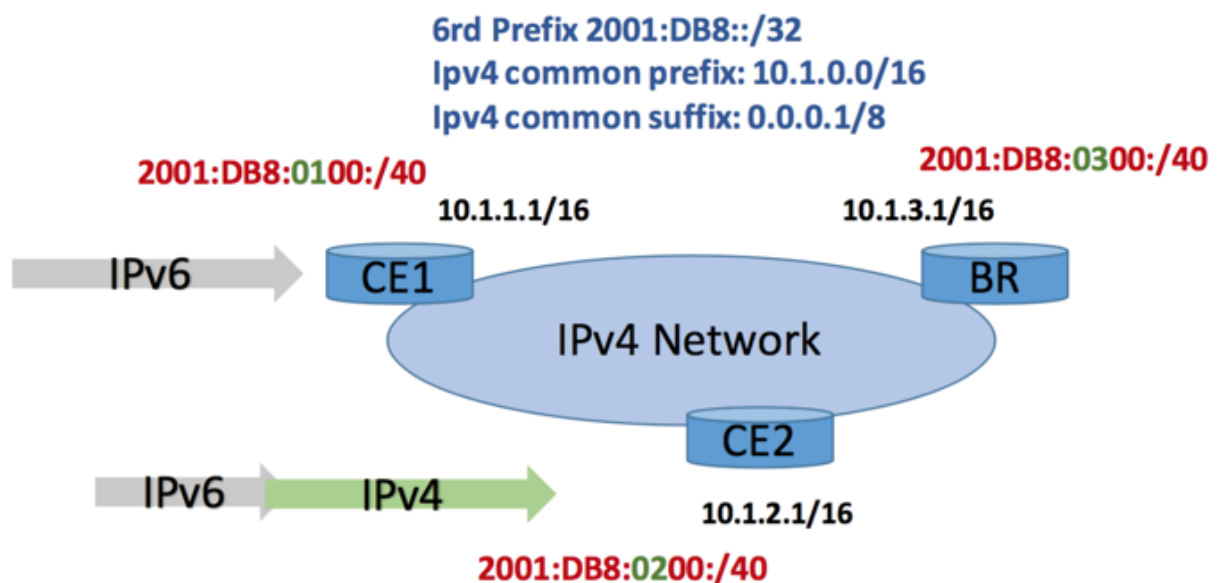 6rd Prefix 2001:DB8::/32
Ipv4 common prefix: 10.1.0.0/16
Ipv4 common suffix: 0.0.0.1/8
2001:DB8:0100:/40
2001:DB8:0300:/40
10.1.1.1/16
10.1.3.1/16
IPv6
CE1
BR
IPv4 Network
CE2
IPv6
IPv4
10.1.2.1/16
2001:DB8:0200:/40